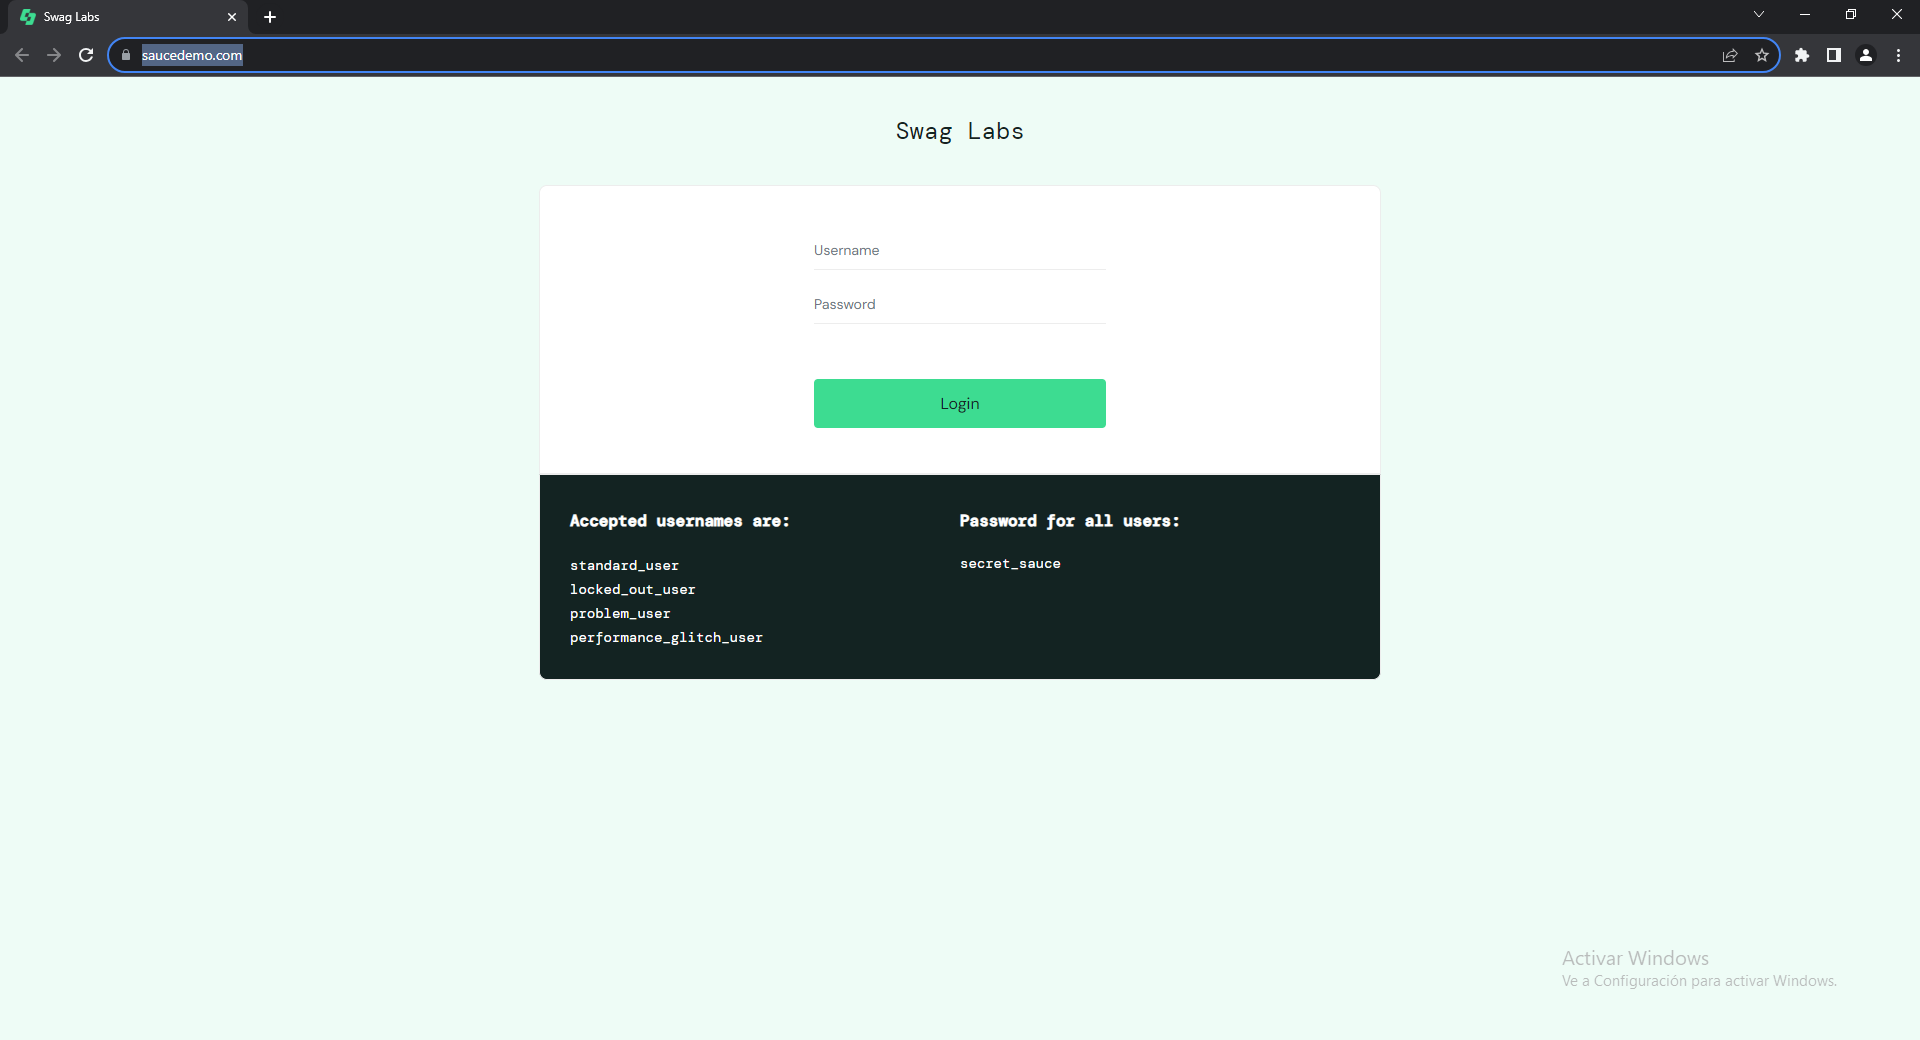 Swag Labs
saucedemo.com
Swag Labs
Username
Password
Login
Accepted usernames are:
standard_user
locked_out_user
problem_user
performance_glitch_user
Password for all users:
secret_sauce
Activar Windows
Ve a Configuración para activar Windows.